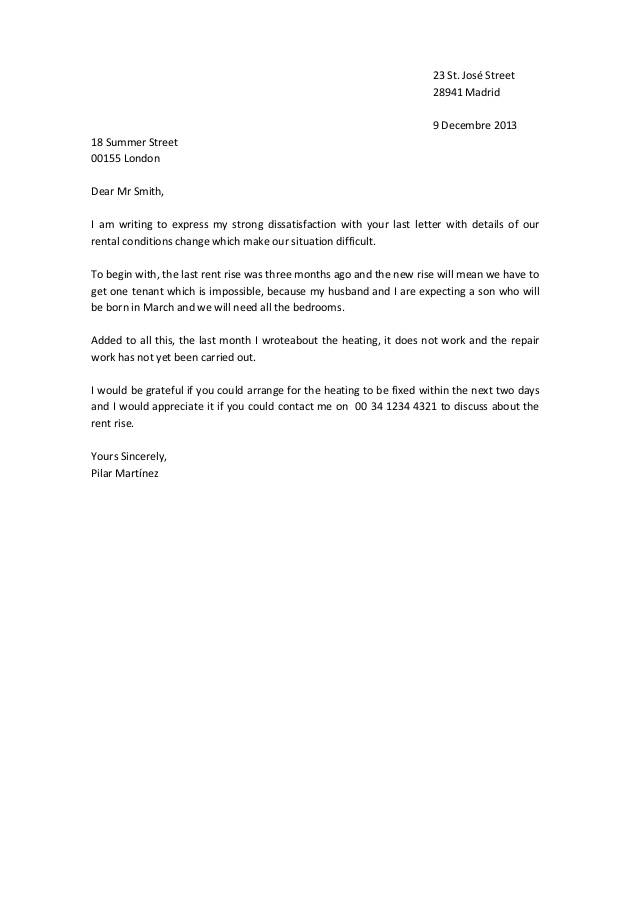 23 St. José Street
28941 Madrid
9 Decembre 2013
18 Summer Street
00155 London
Dear Mr Smith,
I am writing to express my strong dissatisfaction with your last letter with details of our
rental conditions change which make our situation difficult.
To begin with, the last rent rise was three months ago and the new rise will mean we have to
get one tenant which is impossible, because my husband and I are expecting a son who will
be born in March and we will need all the bedrooms.
Added to all this, the last month I wroteabout the heating, it does not work and the repair
work has not yet been carried out.
I would be grateful if you could arrange for the heating to be fixed within the next two days
and I would appreciate it if you could contact me on  00 34 1234 4321 to discuss about the
rent rise.
Yours Sincerely,
Pilar Martínez